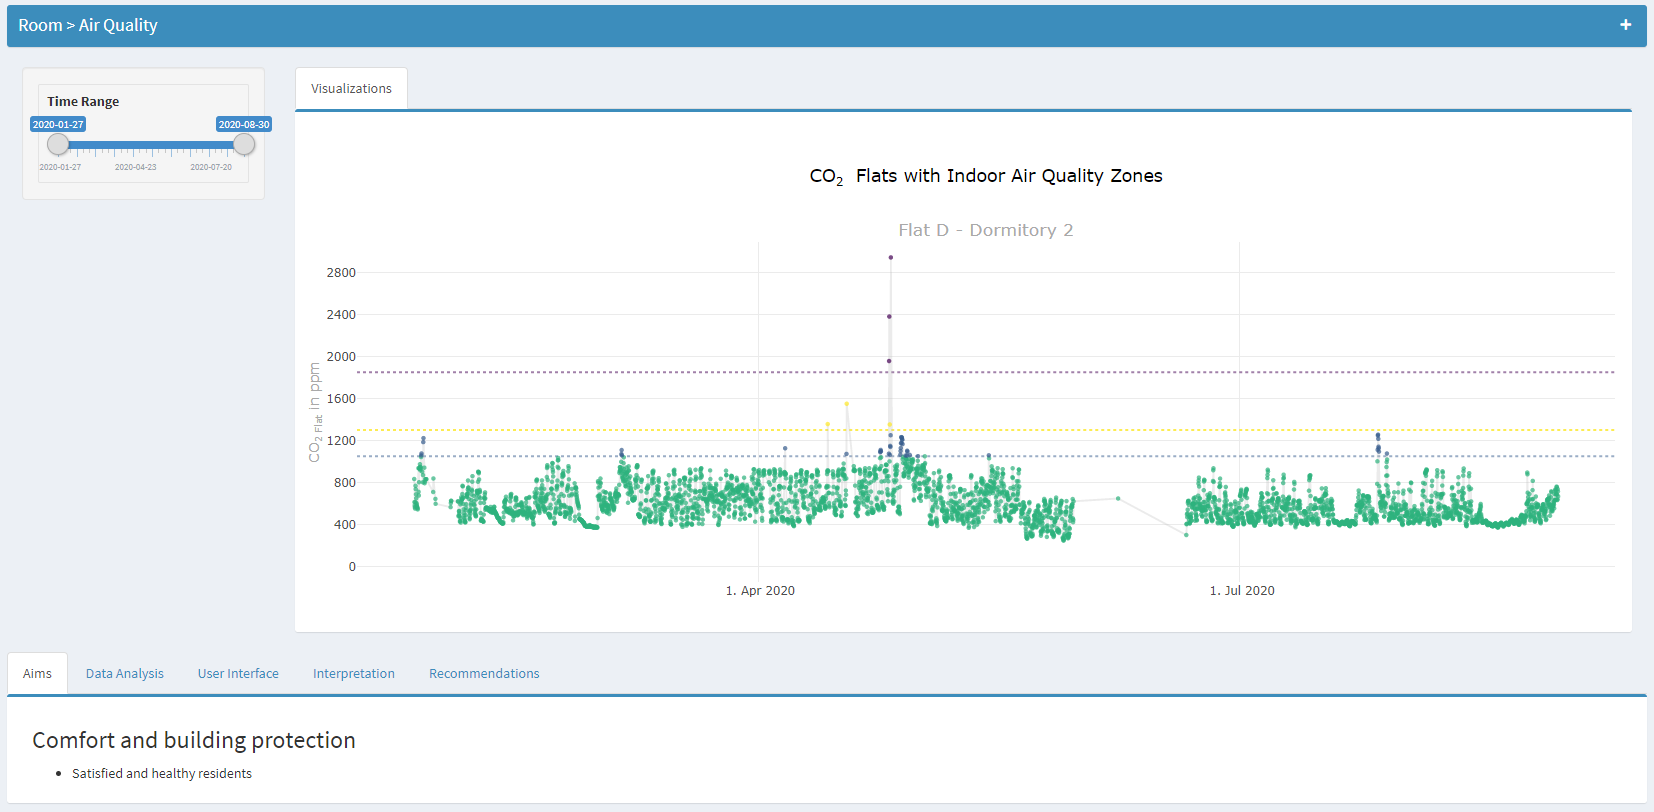 Room > Air Quality
+
Time Range
2020-01-27 2020-08-30
2020-01-27 2020-04-23 2020-07-20
Visualizations
CO2 Flats with Indoor Air Quality Zones
Flat D - Dormitory 2
CO2 Flat In ppm
2800
2400
2000
1600
1200
800
400
0
1. Apr 2020 1. Jul 2020
Aims Data Analysis User Interface Interpretation Recommendations
Comfort and building protection
• Satisfied and healthy residents